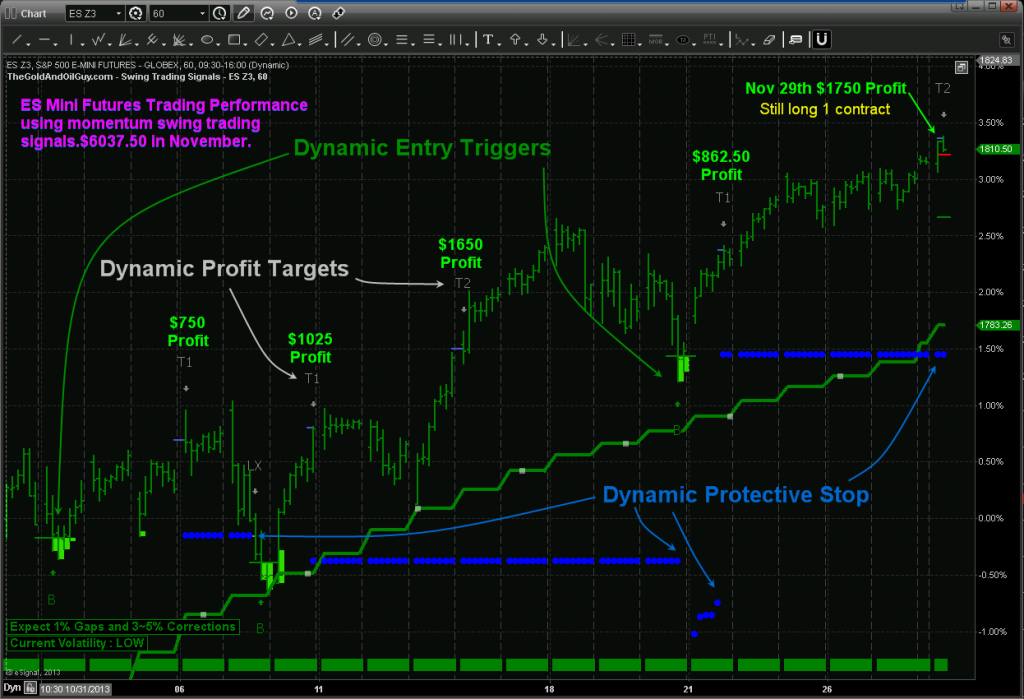 Chart
ES Z3
60
T
MOB
PTI
U
ES Z3, S&P 500 E-MINI FUTURES - GLOBEX, 60, 09:30-16:00 (Dynamic)
TheGoldAndOilGuy.com - Swing Trading Signals - ES Z3, 60
1824.83
4.00%
ES Mini Futures Trading Performance
using momentum swing trading
signals.$6037.50 in November.
Nov 29th $1750 Profit
Still long 1 contract
T2
3.50%
Dynamic Entry Triggers
1810.50
$862.50
Profit
T1
3.00%
2.50%
$1650
Profit
T2
Dynamic Profit Targets
2.00%
$750
Profit
T1
1783.26
$1025
Profit
T1
1.50%
1.00%
B
LX
0.50%
Dynamic Protective Stop
0.00%
-0.50%
B
B
Expect 1% Gaps and 3~5% Corrections
-1.00%
Current Volatility : LOW
© eSignal, 2013
Dyn
10:30 10/31/2013
06
11
18
21
26